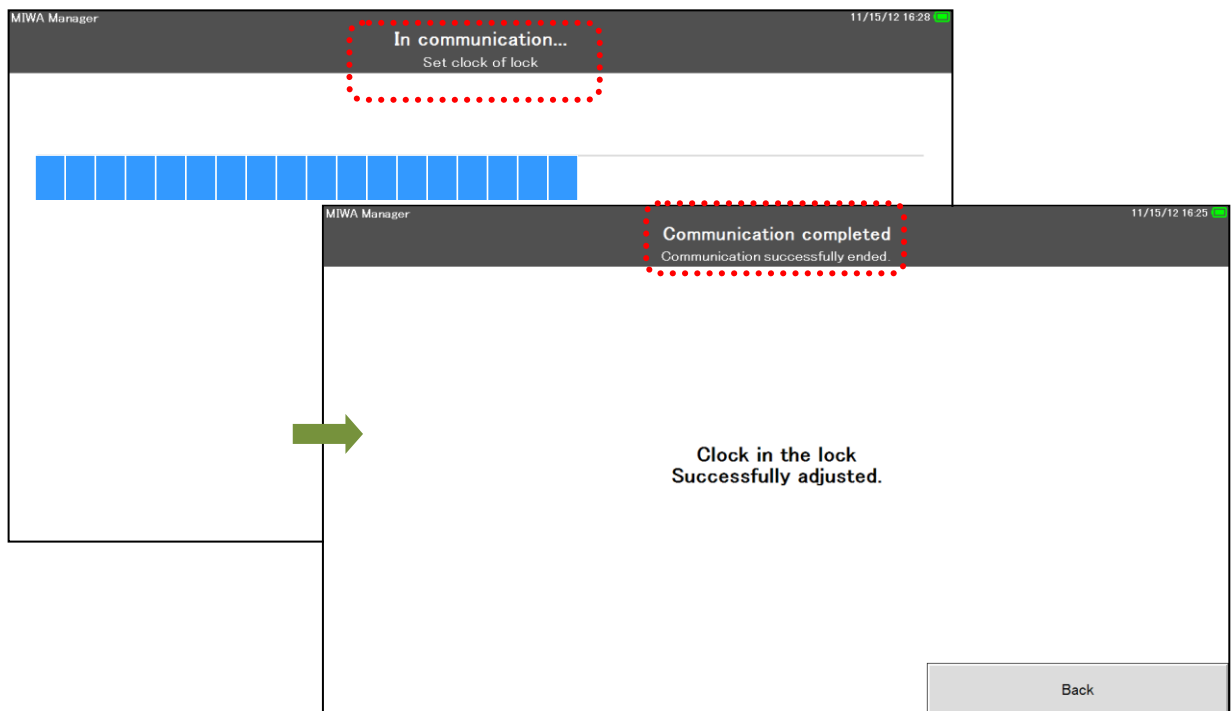 MIWA Manager
11/15/12 16:28
In communication...
Set clock of lock
MIWA Manager
11/15/12 16:25
Communication completed
Communication successfully ended.
Clock in the lock
Successfully adjusted.
Back